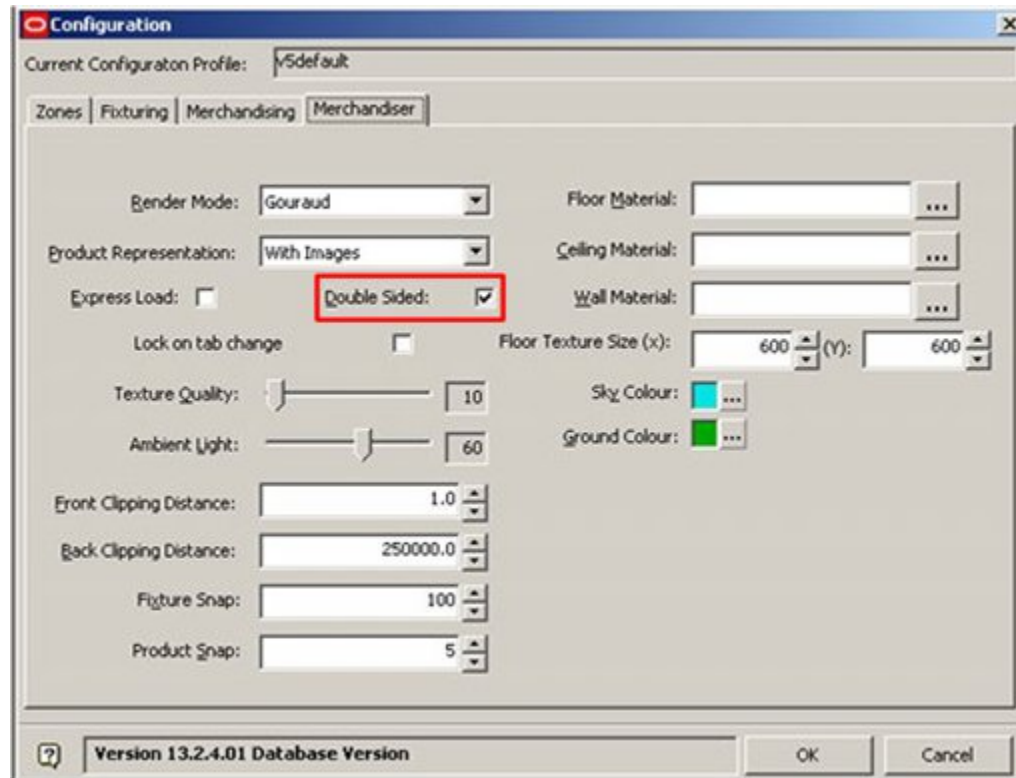 Configuration
Current Configuraton Profile: v5default
Zones Fixturing Merchandising Merchandiser
Render Mode: Gouraud Floor Material: ...
Product Representation: With Images Ceiling Material: ...
Express Load: Double Sided: Wall Material: ...
Lock on tab change Floor Texture Size (x): 600 (Y): 600
Texture Quality: 10 Sky Colour: ...
Ambient Light: 60 Ground Colour: ...
Front Clipping Distance: 1.0
Back Clipping Distance: 250000.0
Fixture Snap: 100
Product Snap: 5
Version 13.2.4.01 Database Version OK Cancel